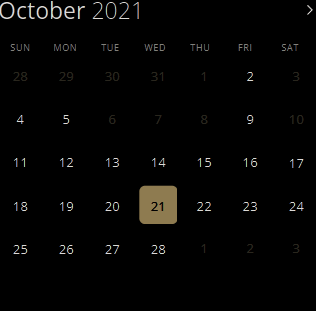 October 2021
SUN MON TUE WED THU FRI SAT
28 29 30 31 1 2 3
4 5 6 7 8 9 10
11 12 13 14 15 16 17
18 19 20 21 22 23 24
25 26 27 28 1 2 3